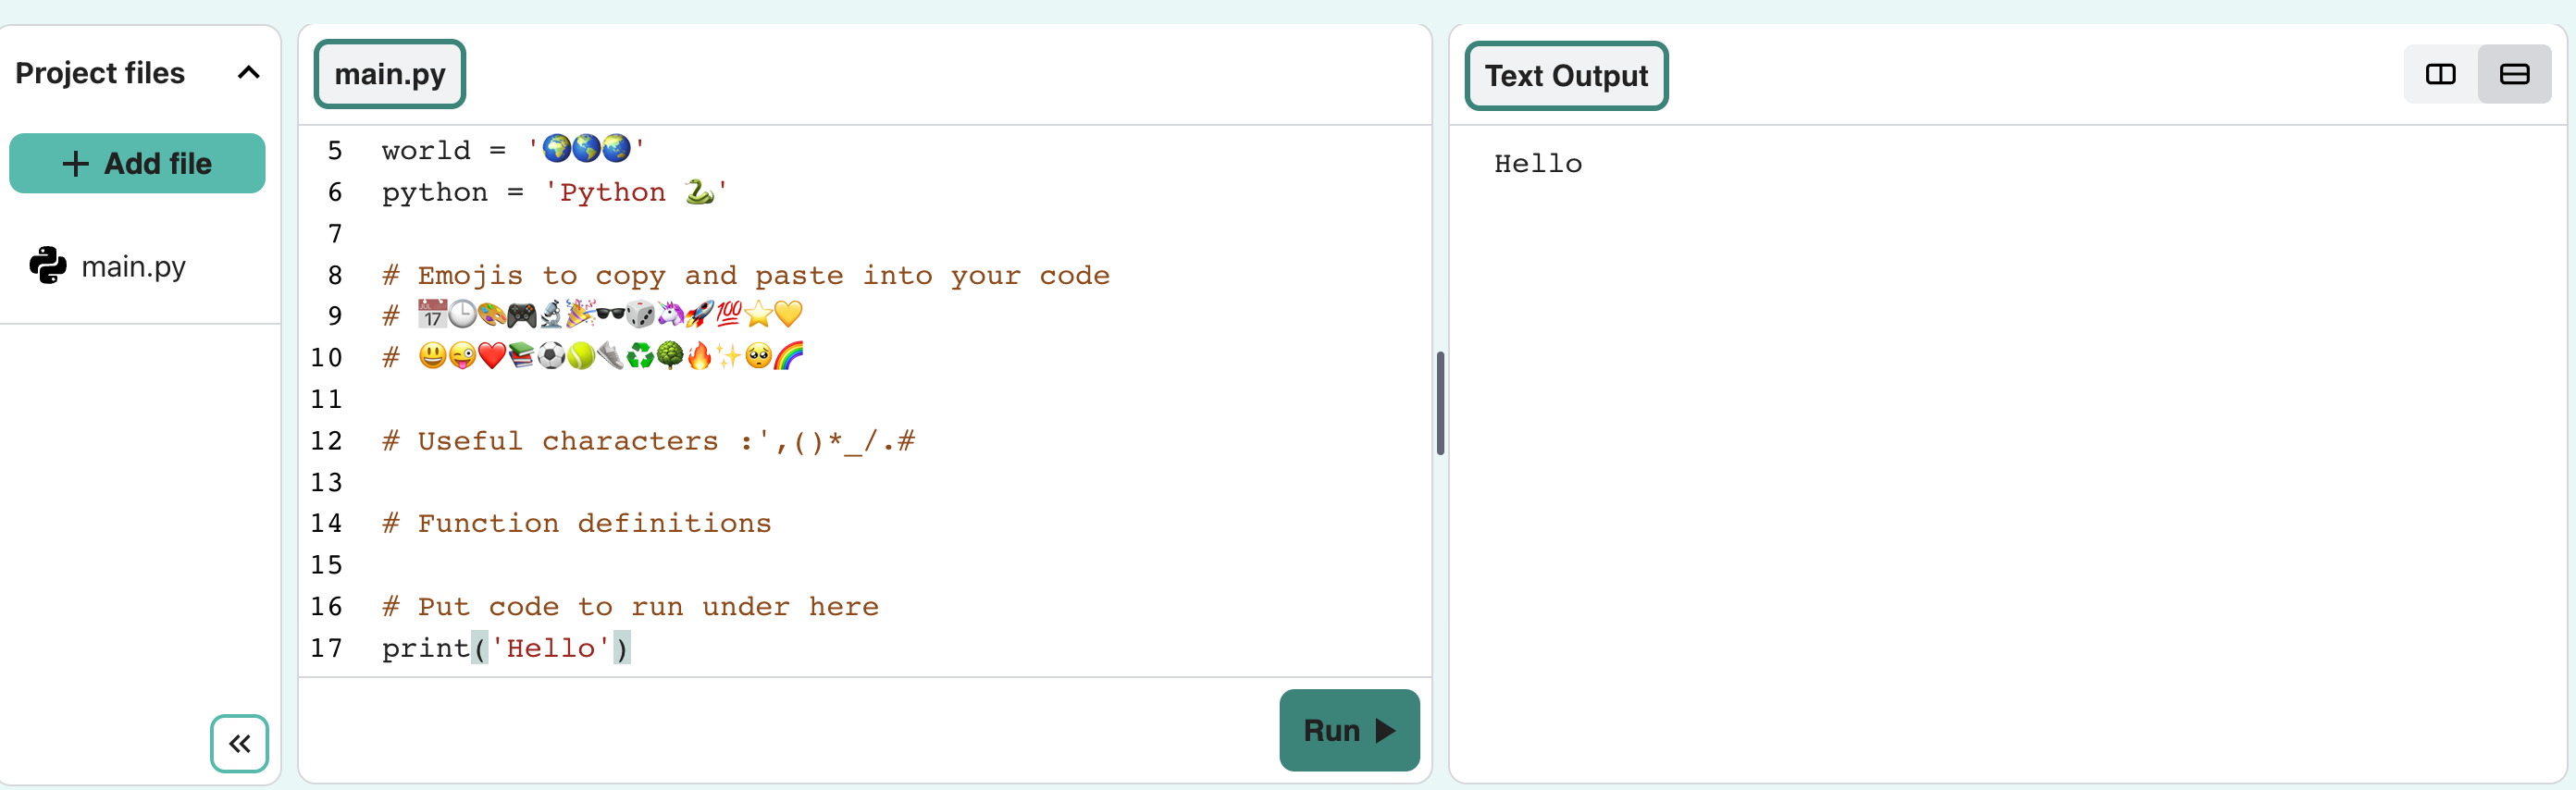 Project files
+ Add file
main.py
main.py
5 world = '🌍🌎🌏'
6 python = 'Python 🐍'
7
8 # Emojis to copy and paste into your code
9 # 📅🕒🎨🎮🔬🎉🕶️🎲🦄🚀💯⭐💛
10 # 😃😜❤️📚⚽🎾👟♻️🌳🔥✨🥺🌈
11
12 # Useful characters :',()*_/.#
13
14 # Function definitions
15
16 # Put code to run under here
17 print('Hello')
Run
Text Output
Hello